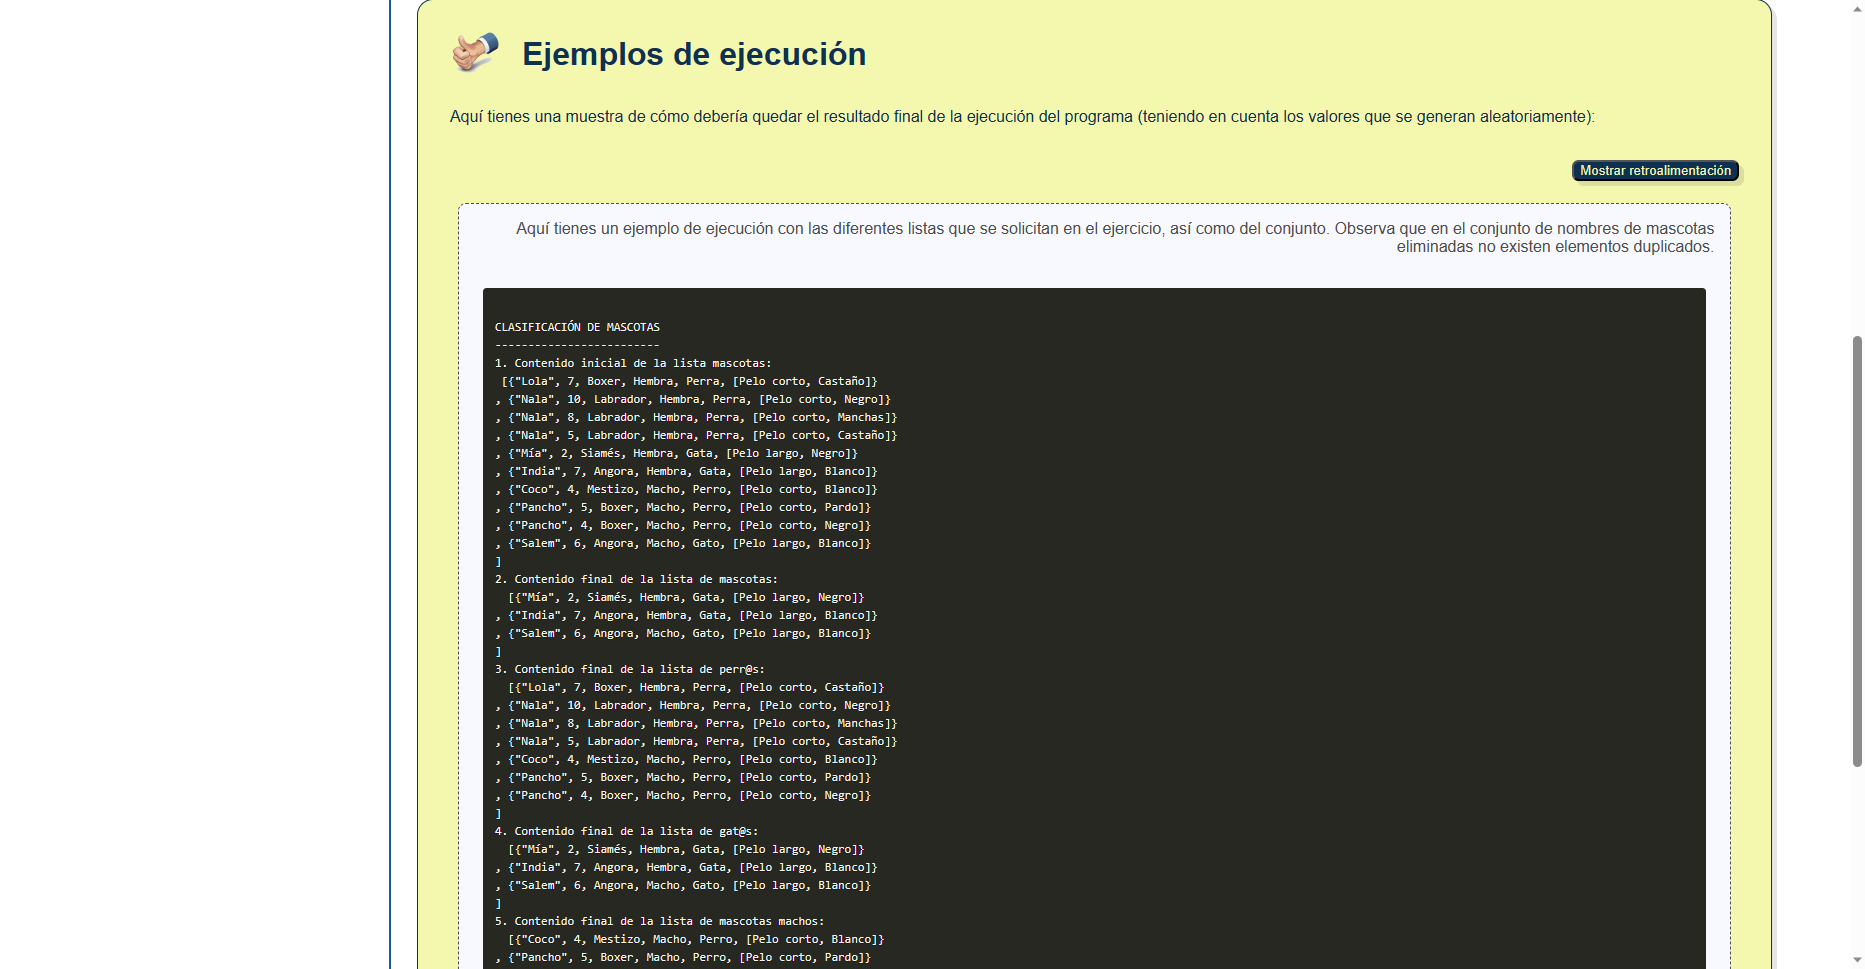 Ejemplos de ejecución
Aquí tienes una muestra de cómo debería quedar el resultado final de la ejecución del programa (teniendo en cuenta los valores que se generan aleatoriamente):
Mostrar retroalimentación
Aquí tienes un ejemplo de ejecución con las diferentes listas que se solicitan en el ejercicio, así como del conjunto. Observa que en el conjunto de nombres de mascotas
eliminadas no existen elementos duplicados.
CLASIFICACIÓN DE MASCOTAS
-------------------------
1. Contenido inicial de la lista mascotas:
[{"Lola", 7, Boxer, Hembra, Perra, [Pelo corto, Castaño]}
, {"Nala", 10, Labrador, Hembra, Perra, [Pelo corto, Negro]}
, {"Nala", 8, Labrador, Hembra, Perra, [Pelo corto, Manchas]}
, {"Nala", 5, Labrador, Hembra, Perra, [Pelo corto, Castaño]}
, {"Mía", 2, Siamés, Hembra, Gata, [Pelo largo, Negro]}
, {"India", 7, Angora, Hembra, Gata, [Pelo largo, Blanco]}
, {"Coco", 4, Mestizo, Macho, Perro, [Pelo corto, Blanco]}
, {"Pancho", 5, Boxer, Macho, Perro, [Pelo corto, Pardo]}
, {"Pancho", 4, Boxer, Macho, Perro, [Pelo corto, Negro]}
, {"Salem", 6, Angora, Macho, Gato, [Pelo largo, Blanco]}
]
2. Contenido final de la lista de mascotas:
[{"Mía", 2, Siamés, Hembra, Gata, [Pelo largo, Negro]}
, {"India", 7, Angora, Hembra, Gata, [Pelo largo, Blanco]}
, {"Salem", 6, Angora, Macho, Gato, [Pelo largo, Blanco]}
]
3. Contenido final de la lista de perr@s:
[{"Lola", 7, Boxer, Hembra, Perra, [Pelo corto, Castaño]}
, {"Nala", 10, Labrador, Hembra, Perra, [Pelo corto, Negro]}
, {"Nala", 8, Labrador, Hembra, Perra, [Pelo corto, Manchas]}
, {"Nala", 5, Labrador, Hembra, Perra, [Pelo corto, Castaño]}
, {"Coco", 4, Mestizo, Macho, Perro, [Pelo corto, Blanco]}
, {"Pancho", 5, Boxer, Macho, Perro, [Pelo corto, Pardo]}
, {"Pancho", 4, Boxer, Macho, Perro, [Pelo corto, Negro]}
]
4. Contenido final de la lista de gat@s:
[{"Mía", 2, Siamés, Hembra, Gata, [Pelo largo, Negro]}
, {"India", 7, Angora, Hembra, Gata, [Pelo largo, Blanco]}
, {"Salem", 6, Angora, Macho, Gato, [Pelo largo, Blanco]}
]
5. Contenido final de la lista de mascotas machos:
[{"Coco", 4, Mestizo, Macho, Perro, [Pelo corto, Blanco]}
, {"Pancho", 5, Boxer, Macho, Perro, [Pelo corto, Pardo]}